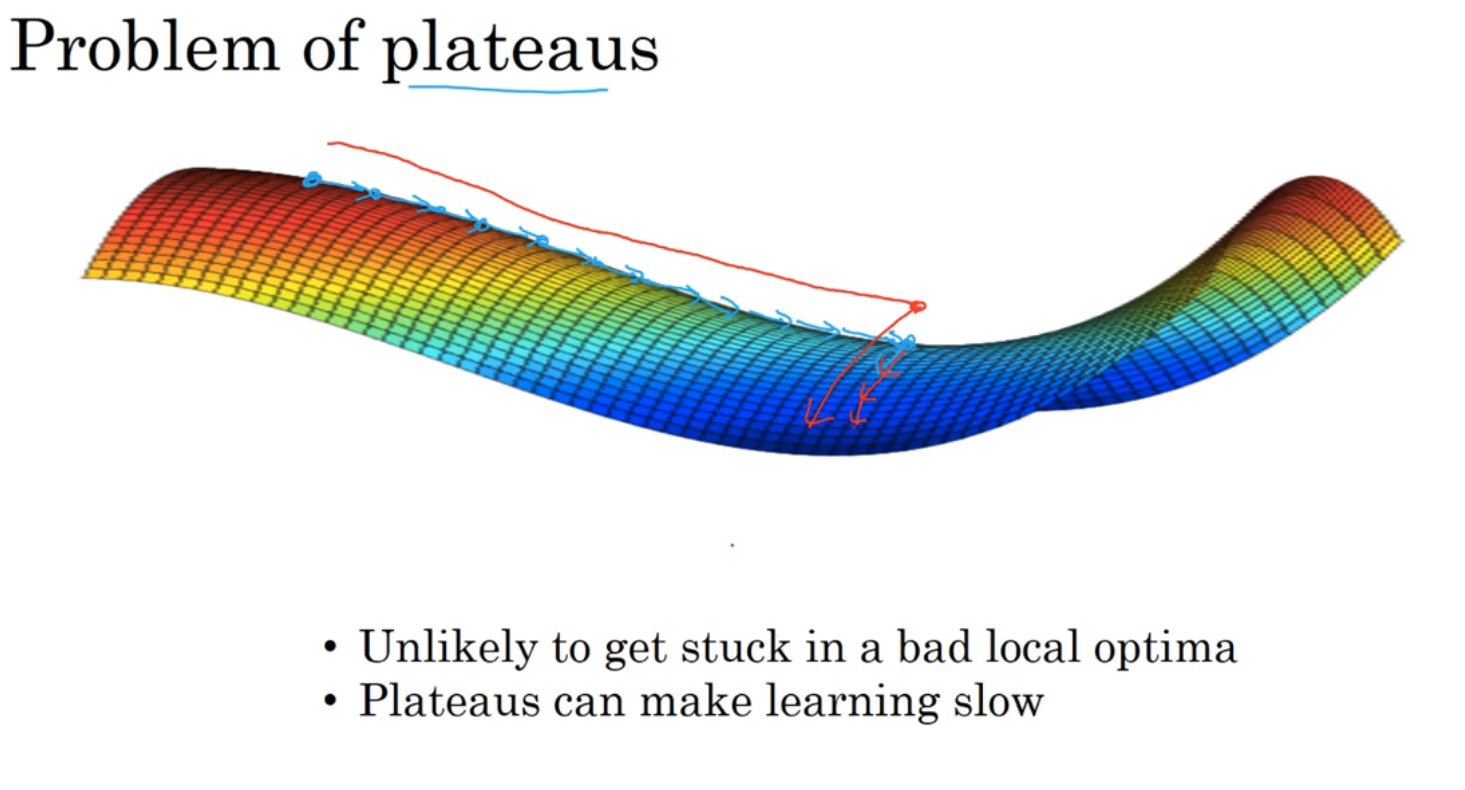 Problem of plateaus
• Unlikely to get stuck in a bad local optima
• Plateaus can make learning slow